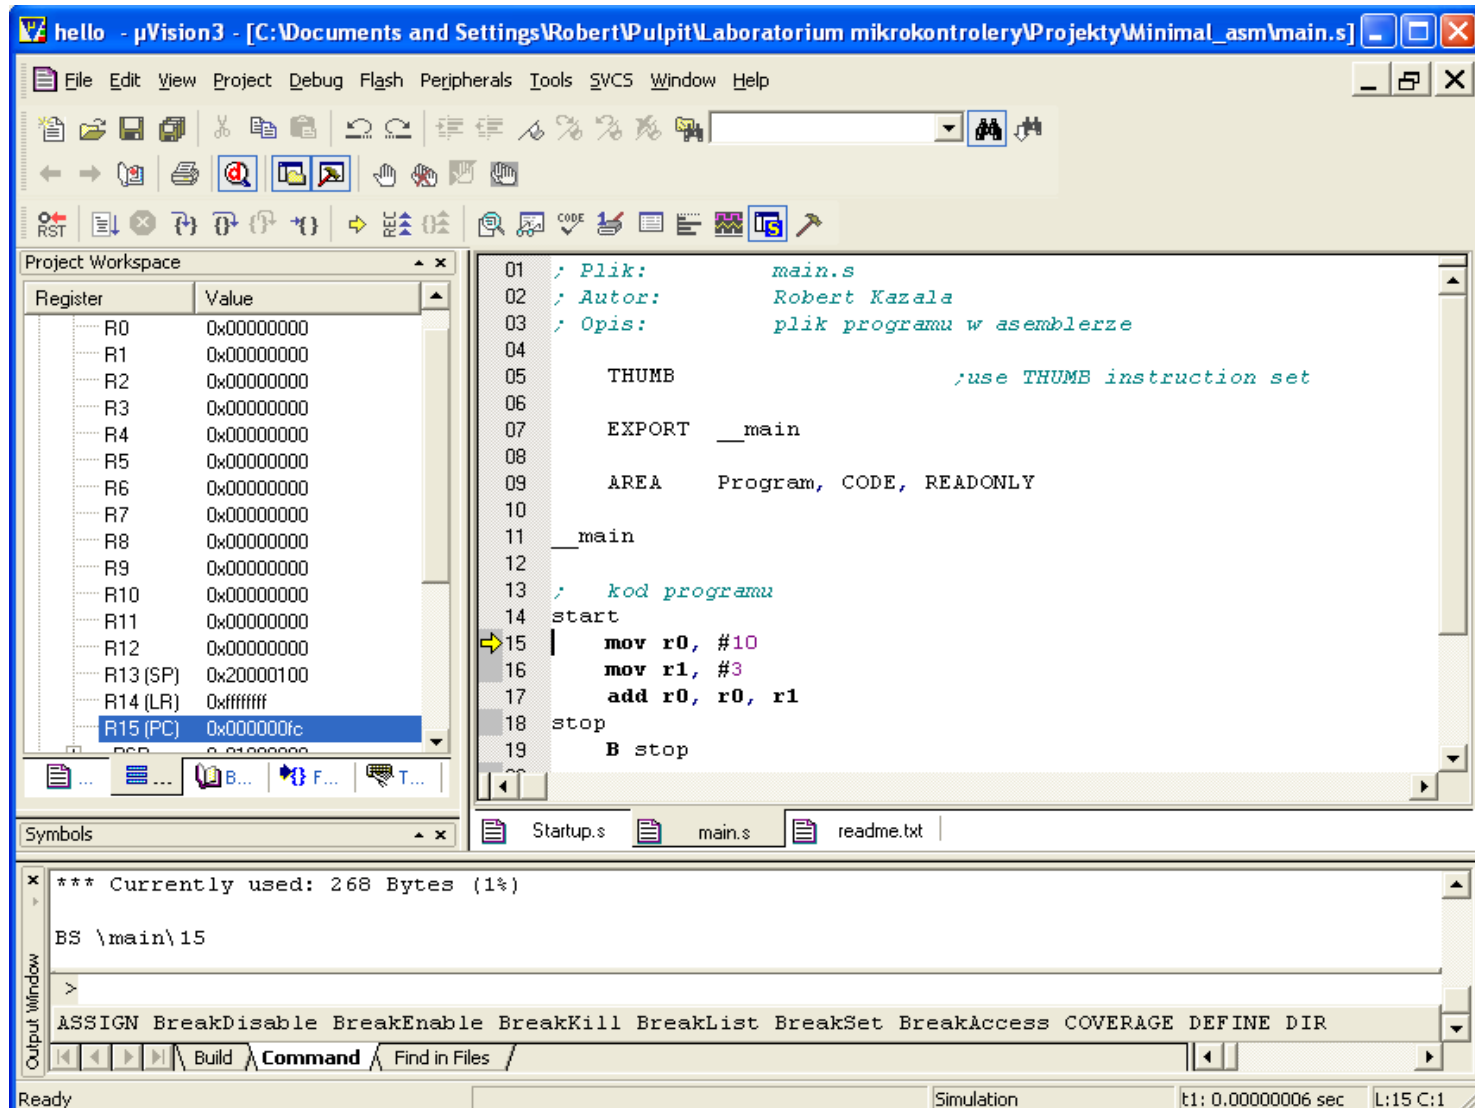 hello - µVision3 - [C:\Documents and Settings\Robert\Pulpit\Laboratorium mikrokontrolery\Projekty\Minimal_asm\main.s]
File Edit View Project Debug Flash Peripherals Tools SVCS Window Help
RST
CODE
Project Workspace
Register Value
R0 0x00000000
R1 0x00000000
R2 0x00000000
R3 0x00000000
R4 0x00000000
R5 0x00000000
R6 0x00000000
R7 0x00000000
R8 0x00000000
R9 0x00000000
R10 0x00000000
R11 0x00000000
R12 0x00000000
R13 (SP) 0x20000100
R14 (LR) 0xffffffff
R15 (PC) 0x000000fc
... ... B... F... T...
Symbols
01 ; Plik: main.s
02 ; Autor: Robert Kazala
03 ; Opis: plik programu w asemblerze
04
05 THUMB ;use THUMB instruction set
06
07 EXPORT __main
08
09 AREA Program, CODE, READONLY
10
11 __main
12
13 ; kod programu
14 start
15 mov r0, #10
16 mov r1, #3
17 add r0, r0, r1
18 stop
19 B stop
Startup.s main.s readme.txt
*** Currently used: 268 Bytes (1%)
BS \main\15
>
ASSIGN BreakDisable BreakEnable BreakKill BreakList BreakSet BreakAccess COVERAGE DEFINE DIR
Output Window
Build Command Find in Files
Ready Simulation t1: 0.00000006 sec L:15 C:1